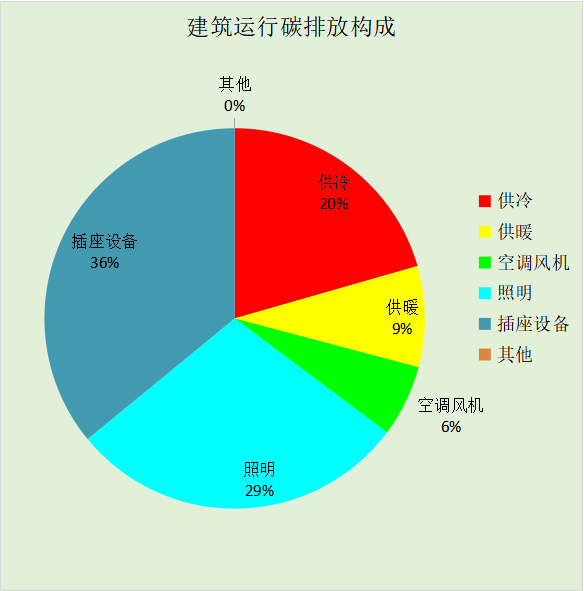 建筑运行碳排放构成
其他
0%
供冷
20%
插座设备
36%
供暖
9%
空调风机
6%
照明
29%
供冷
供暖
空调风机
照明
插座设备
其他